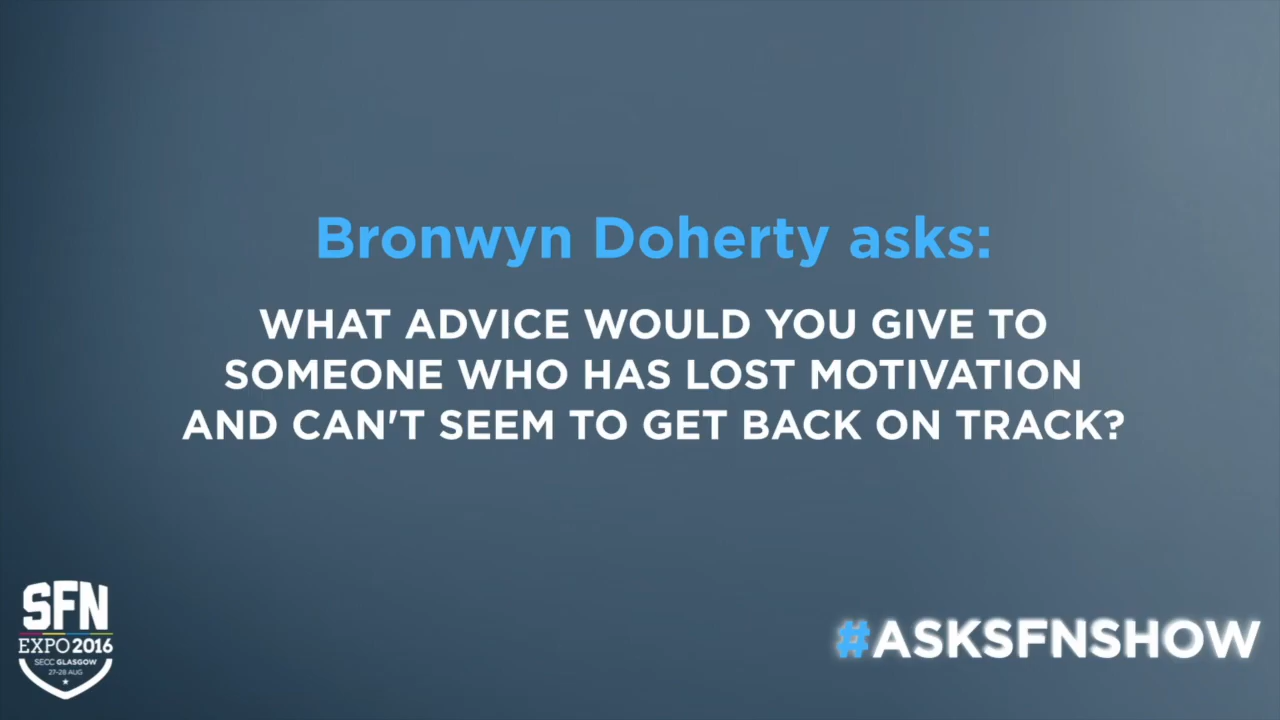 Bronwyn Doherty asks:
WHAT ADVICE WOULD YOU GIVE TO
SOMEONE WHO HAS LOST MOTIVATION
AND CAN'T SEEM TO GET BACK ON TRACK?
SFN
EXPO 2016
SECC GLASGOW
27-28 AUG
#ASKSFNSHOW